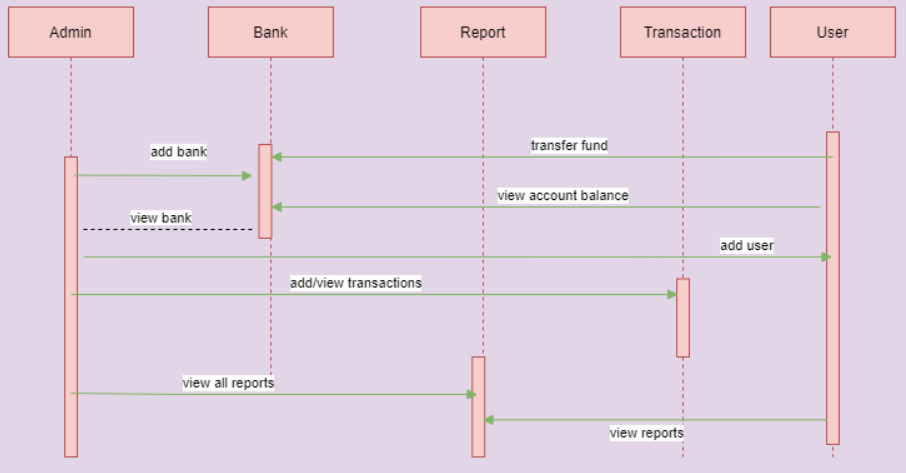 Admin
Bank
Report
Transaction
User
transfer fund
add bank
view account balance
view bank
add user
add/view transactions
view all reports
view reports